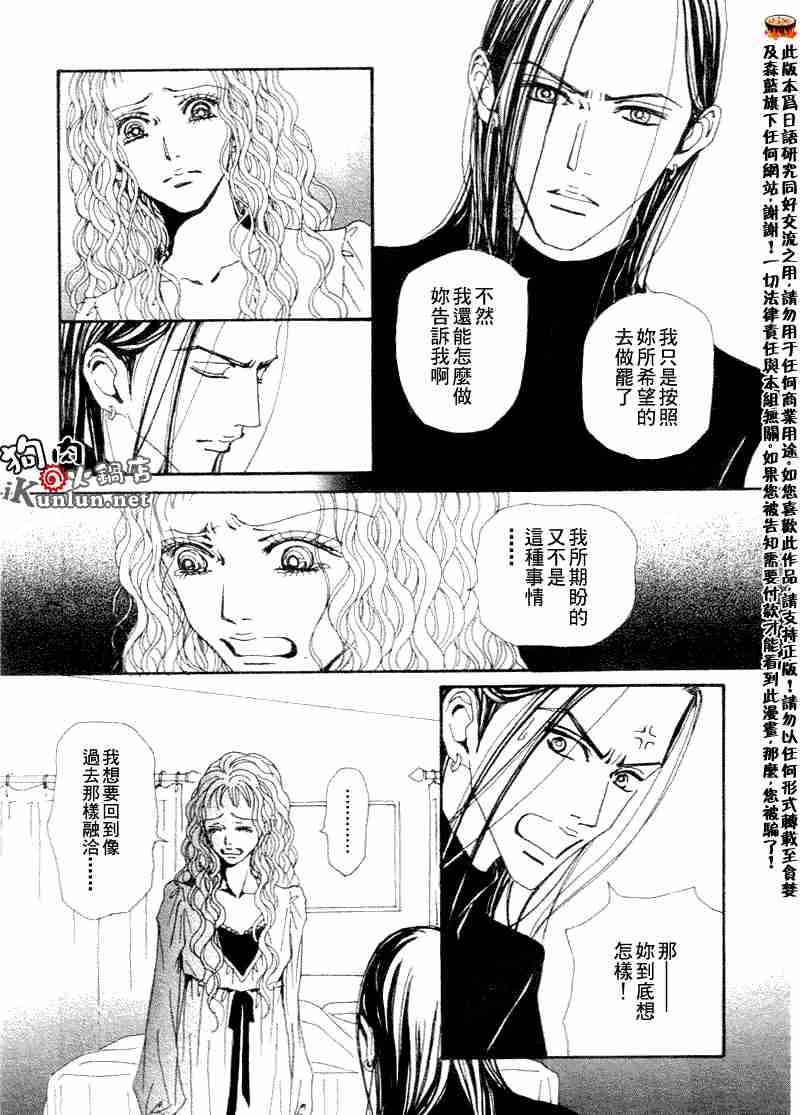 我只是按照
妳所希望的
去做罷了
不然
我還能怎麼做
妳告訴我啊
我所期盼的
又不是
這種事情
……
那——
妳到底想
怎樣！
……
我想要回到像
過去那樣融洽
……
狗肉火鍋店
iKunlun.net
此版本爲日語研究同好交流之用，請勿用于任何商業用途。如您喜歡此作品，請支持正版！請勿以任何形式轉載至貪婪
及森藍旗下任何網站，謝謝！一切法律責任與本組無關。如果您被告知需要付款才能看到此漫畫，那麼，您被騙了！